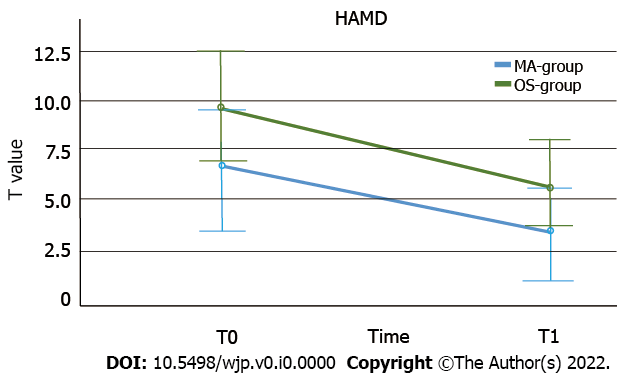 HAMD
12.5
10.0
7.5
5.0
2.5
0
T value
MA-group
OS-group
T0 Time T1
DOI: 10.5498/wjp.v0.i0.0000 Copyright ©The Author(s) 2022.